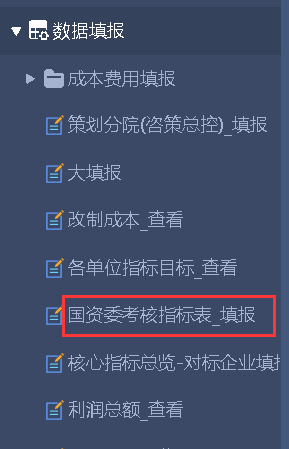 数据填报
成本费用填报
策划分院(咨策总控)_填报
大填报
改制成本_查看
各单位指标目标_查看
国资委考核指标表_填报
核心指标总览-对标企业填报
利润总额_查看